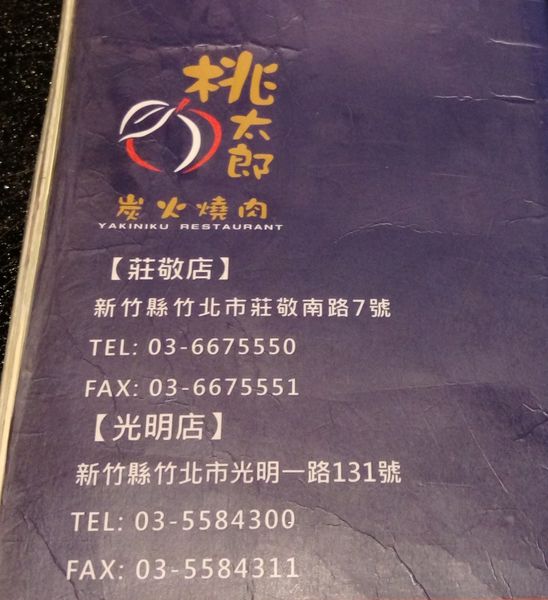 桃太郎
炭火燒肉
YAKINIKU RESTAURANT
【莊敬店】
新竹縣竹北市莊敬南路7號
TEL: 03-6675550
FAX: 03-6675551
【光明店】
新竹縣竹北市光明一路131號
TEL: 03-5584300
FAX: 03-5584311